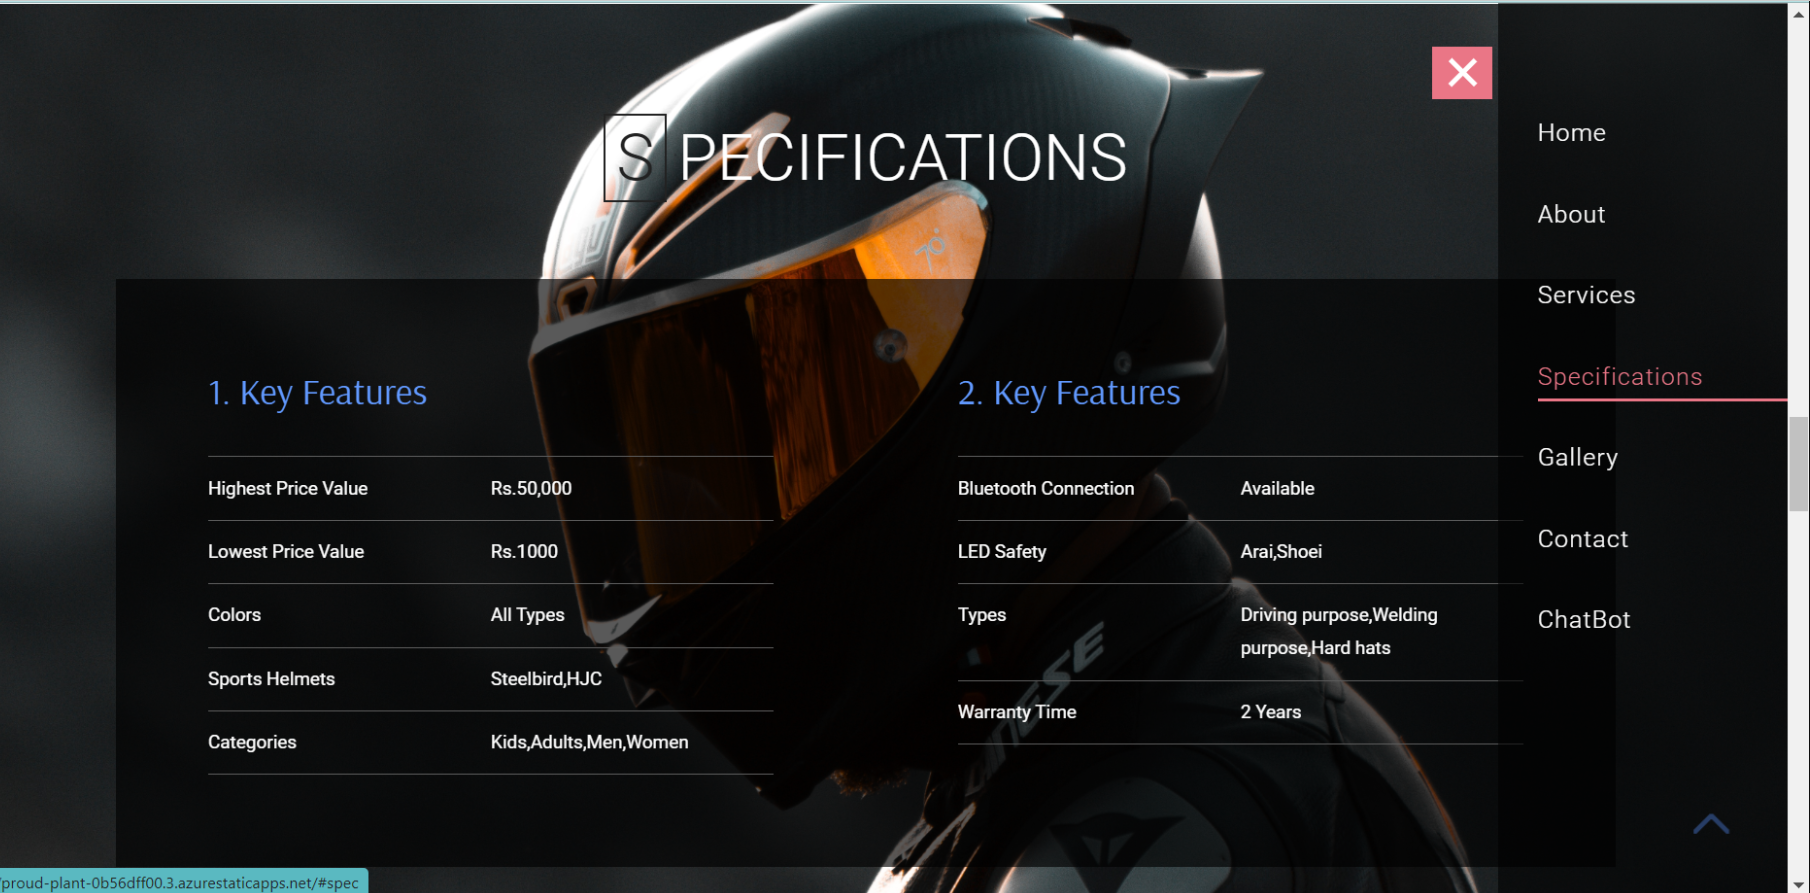 SPECIFICATIONS
Home
About
Services
Specifications
Gallery
Contact
ChatBot
1. Key Features
Highest Price Value Rs.50,000
Lowest Price Value Rs.1000
Colors All Types
Sports Helmets Steelbird,HJC
Categories Kids,Adults,Men,Women
2. Key Features
Bluetooth Connection Available
LED Safety Arai,Shoei
Types Driving purpose,Welding
purpose,Hard hats
Warranty Time 2 Years
proud-plant-0b56dff00.3.azurestaticapps.net/#spec